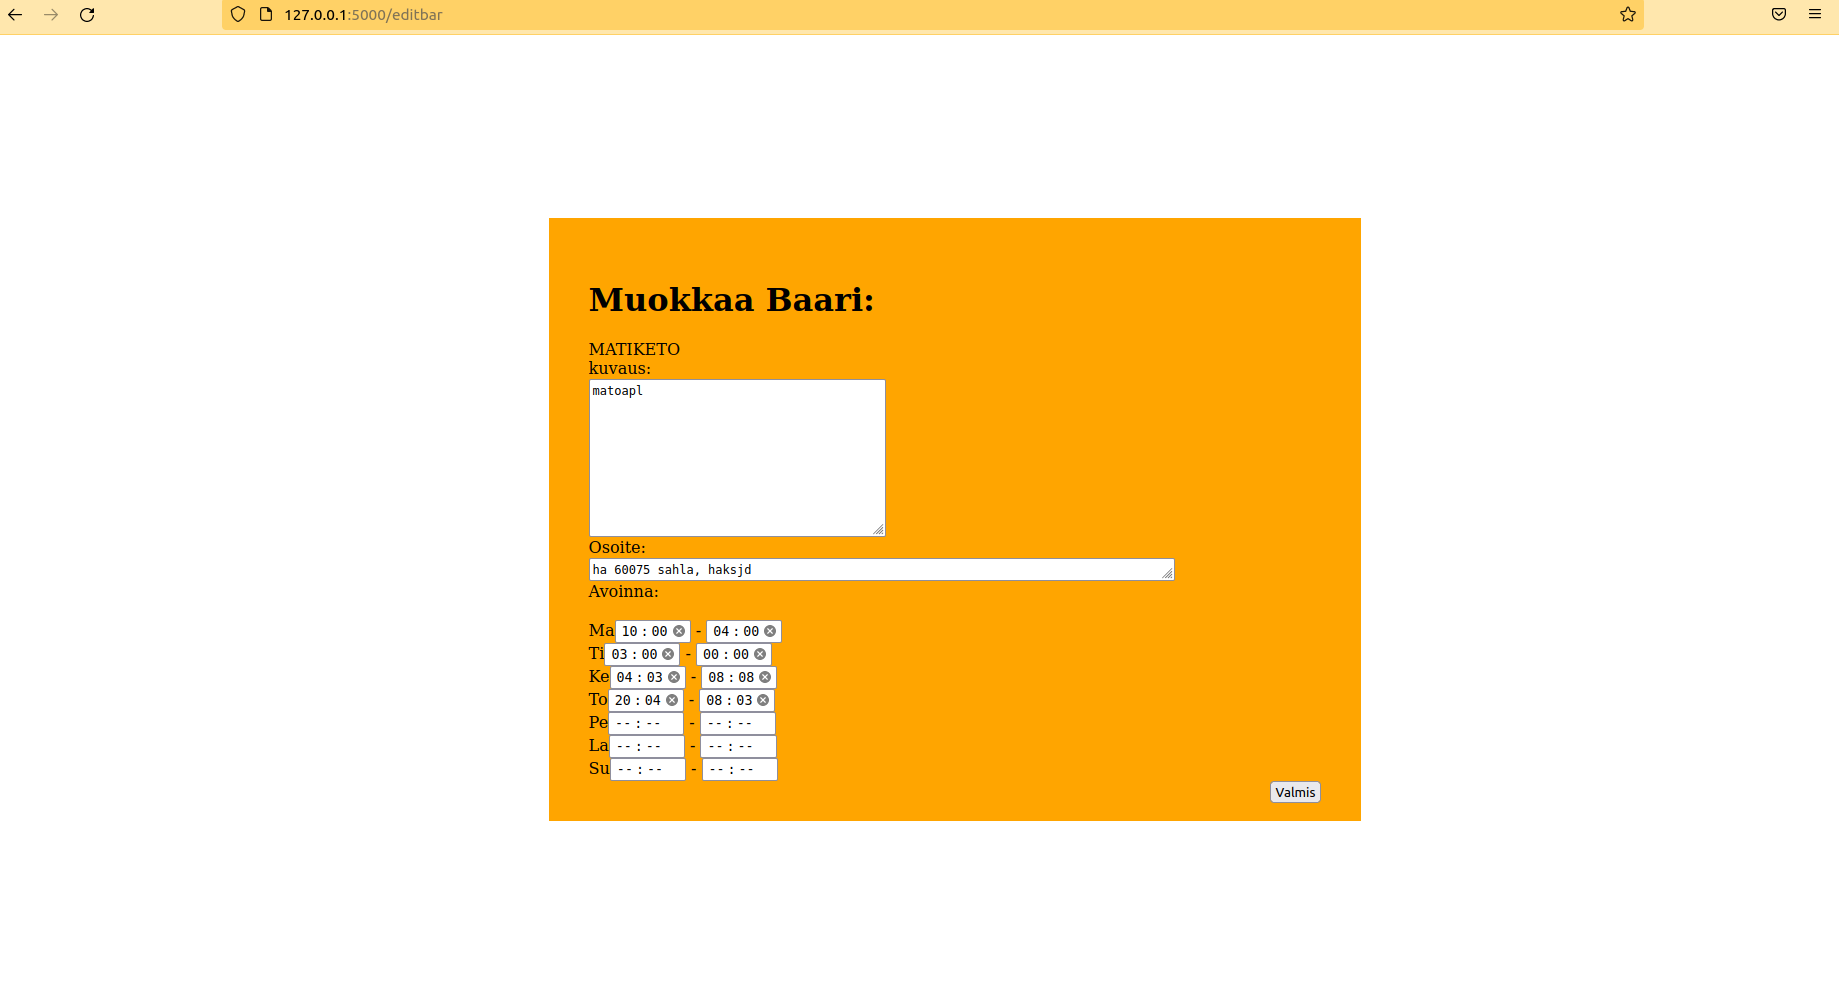 127.0.0.1:5000/editbar
Muokkaa Baari:
MATIKETO
kuvaus:
matoapl
Osoite:
ha 60075 sahla, haksjd
Avoinna:
Ma 10:00 - 04:00
Ti 03:00 - 00:00
Ke 04:03 - 08:08
To 20:04 - 08:03
Pe --:-- - --:--
La --:-- - --:--
Su --:-- - --:--
Valmis